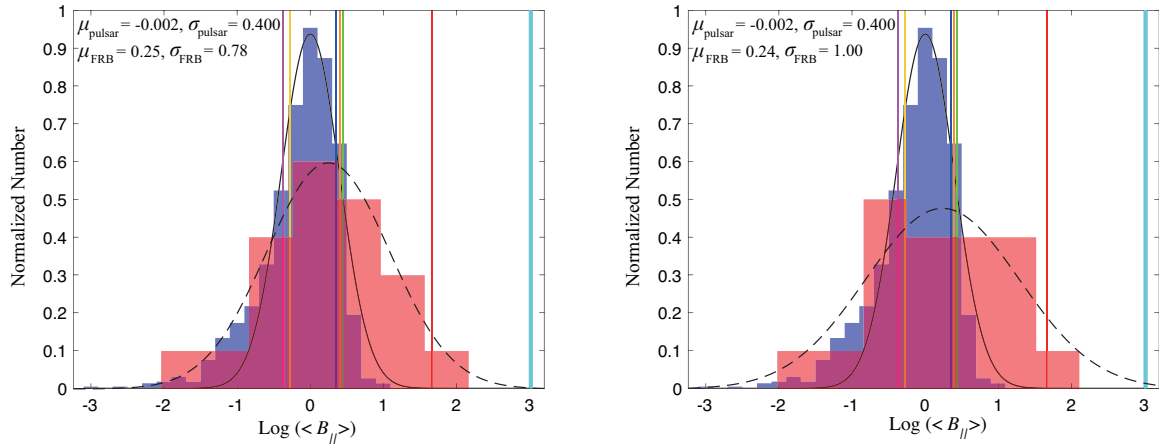 μpulsar = -0.002, σpulsar = 0.400
μFRB = 0.25, σFRB = 0.78
Normalized Number
1
0.9
0.8
0.7
0.6
0.5
0.4
0.3
0.2
0.1
0
-3 -2 -1 0 1 2 3
Log (< B// >)
μpulsar = -0.002, σpulsar = 0.400
μFRB = 0.24, σFRB = 1.00
Normalized Number
1
0.9
0.8
0.7
0.6
0.5
0.4
0.3
0.2
0.1
0
-3 -2 -1 0 1 2 3
Log (< B// >)